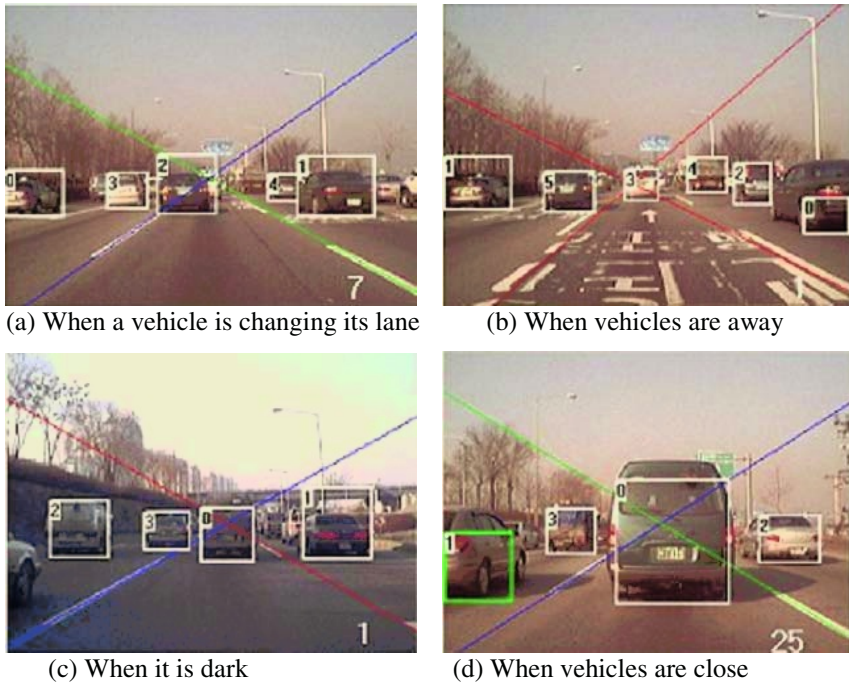 0 3 2 4 1
7
(a) When a vehicle is changing its lane
1 5 3 4 2 0
(b) When vehicles are away
2 3 0 1
1
(c) When it is dark
1 3 0 2
25
(d) When vehicles are close